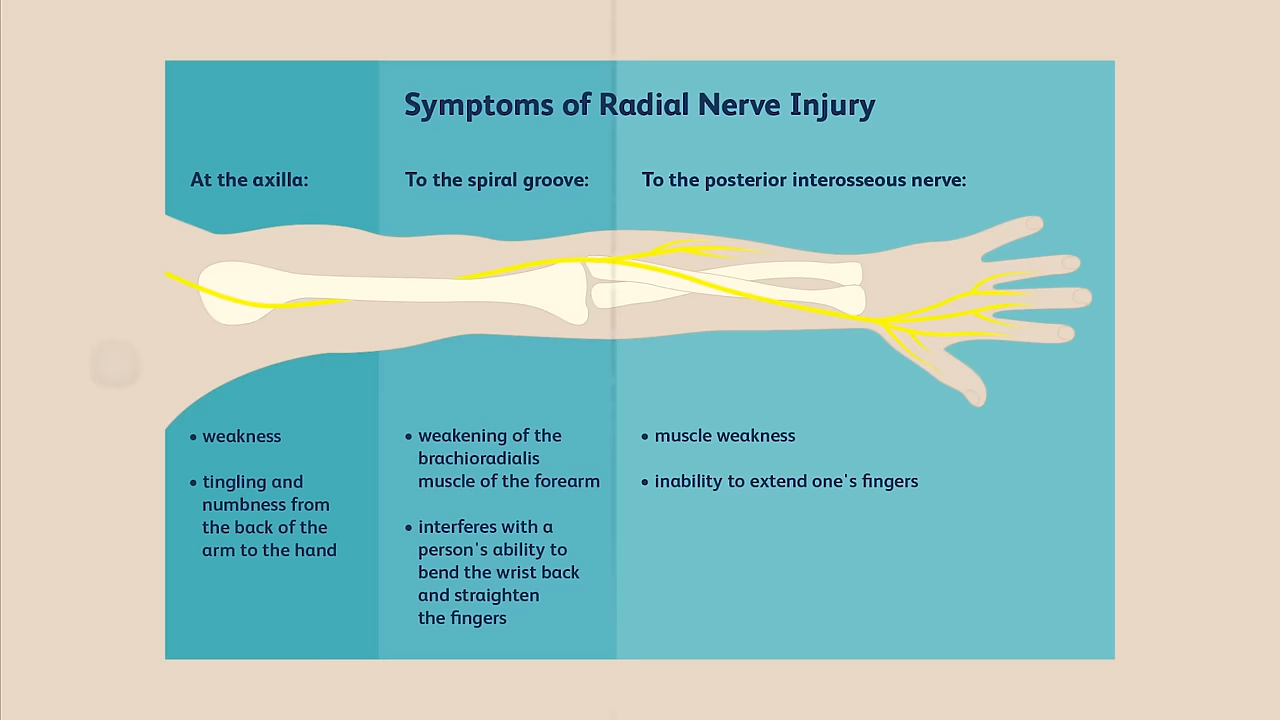 Symptoms of Radial Nerve Injury
At the axilla:
• weakness
• tingling and
numbness from
the back of the
arm to the hand
To the spiral groove:
• weakening of the
brachioradialis
muscle of the forearm
• interferes with a
person's ability to
bend the wrist back
and straighten
the fingers
To the posterior interosseous nerve:
• muscle weakness
• inability to extend one's fingers